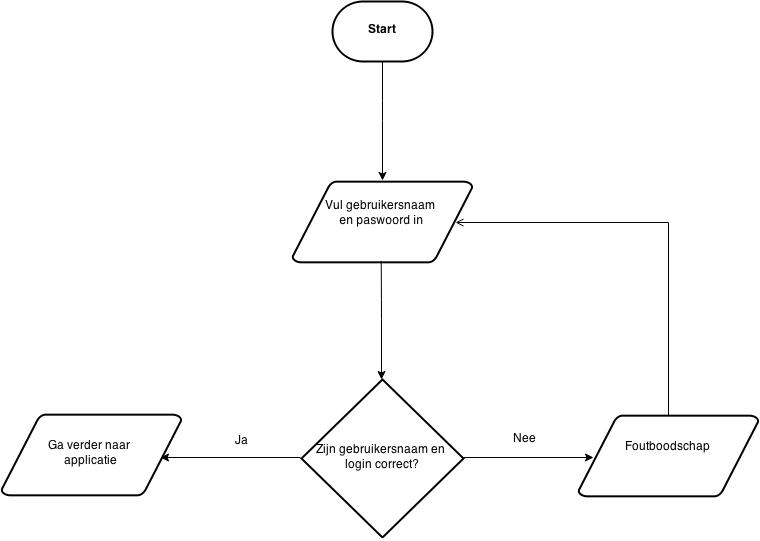 Start
Vul gebruikersnaam
en paswoord in
Ja
Nee
Ga verder naar
applicatie
Zijn gebruikersnaam en
login correct?
Foutboodschap